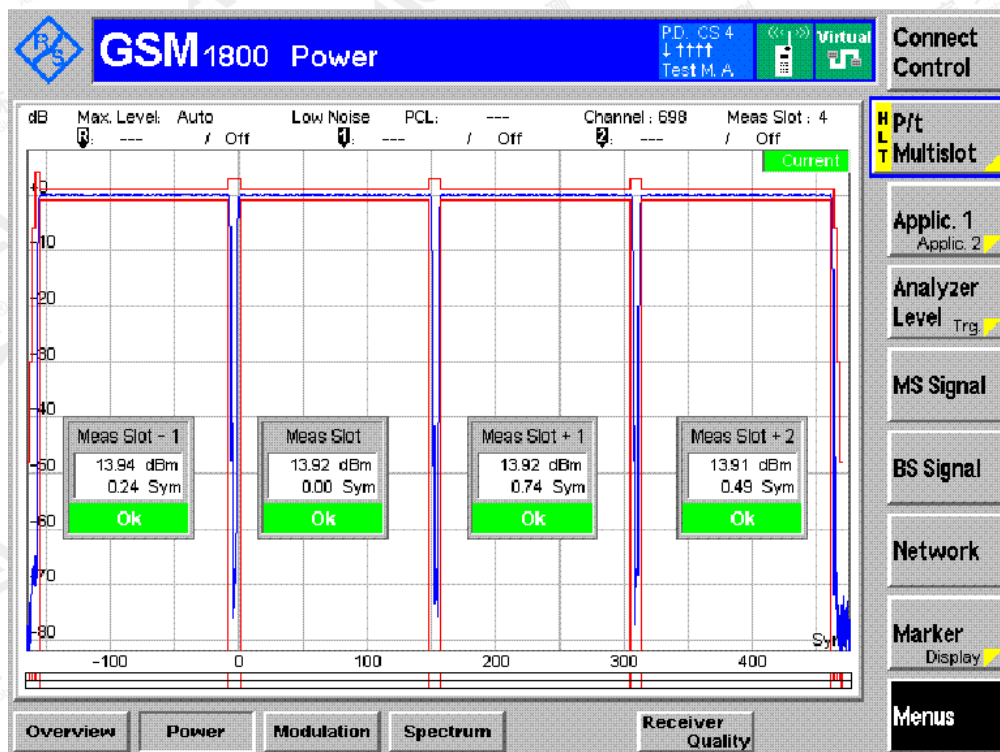 R/S
GSM 1800 Power
P.D. CS 4
↓ ↑↑↑↑
Test M. A
Virtual
Connect
Control
dB Max. Level: Auto Low Noise PCL: --- Channel : 698 Meas Slot : 4
R: --- / Off 1: --- / Off 2: --- / Off
HLT
P/t
Multislot
Current
+0
-10
-20
-30
-40
-50
-60
-70
-80
Meas Slot - 1
13.94 dBm
0.24 Sym
Ok
Meas Slot
13.92 dBm
0.00 Sym
Ok
Meas Slot + 1
13.92 dBm
0.74 Sym
Ok
Meas Slot + 2
13.91 dBm
0.49 Sym
Ok
Sym
-100 0 100 200 300 400
Applic. 1
Applic. 2
Analyzer
Level Trg.
MS Signal
BS Signal
Network
Marker
Display
Menus
Overview Power Modulation Spectrum Receiver
Quality